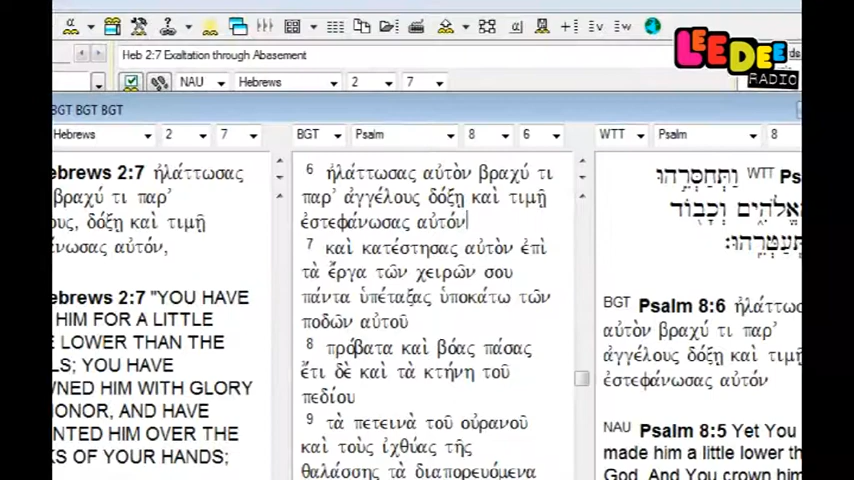 LEEDEE
RADIO
Heb 2:7 Exaltation through Abasement
NAU Hebrews 2 7
BGT BGT BGT
Hebrews 2 7
BGT Psalm 8 6
WTT Psalm 8
ebrews 2:7 ἠλάττωσας
βραχύ τι παρ'
ους, δόξῃ καὶ τιμῇ
νωσας αὐτόν,
ebrews 2:7 "YOU HAVE
HIM FOR A LITTLE
LOWER THAN THE
LS; YOU HAVE
WNED HIM WITH GLORY
HONOR, AND HAVE
NTED HIM OVER THE
KS OF YOUR HANDS;
6 ἠλάττωσας αὐτὸν βραχύ τι
παρ' ἀγγέλους δόξῃ καὶ τιμῇ
ἐστεφάνωσας αὐτόν
7 καὶ κατέστησας αὐτὸν ἐπὶ
τὰ ἔργα τῶν χειρῶν σου
πάντα ὑπέταξας ὑποκάτω τῶν
ποδῶν αὐτοῦ
8 πρόβατα καὶ βόας πάσας
ἔτι δὲ καὶ τὰ κτήνη τοῦ
πεδίου
9 τὰ πετεινὰ τοῦ οὐρανοῦ
καὶ τοὺς ἰχθύας τῆς
θαλάσσης τὰ διαπορευόμενα
WTT Ps וַתְּחַסְּרֵ֣הוּ
מֵאֱלֹהִ֑ים וְכָב֖וֹד
תְּעַטְּרֵֽהוּ׃
BGT Psalm 8:6 ἠλάττωσ
αὐτὸν βραχύ τι παρ'
ἀγγέλους δόξῃ καὶ τιμῇ
ἐστεφάνωσας αὐτόν
NAU Psalm 8:5 Yet You
made him a little lower th
God, And You crown him